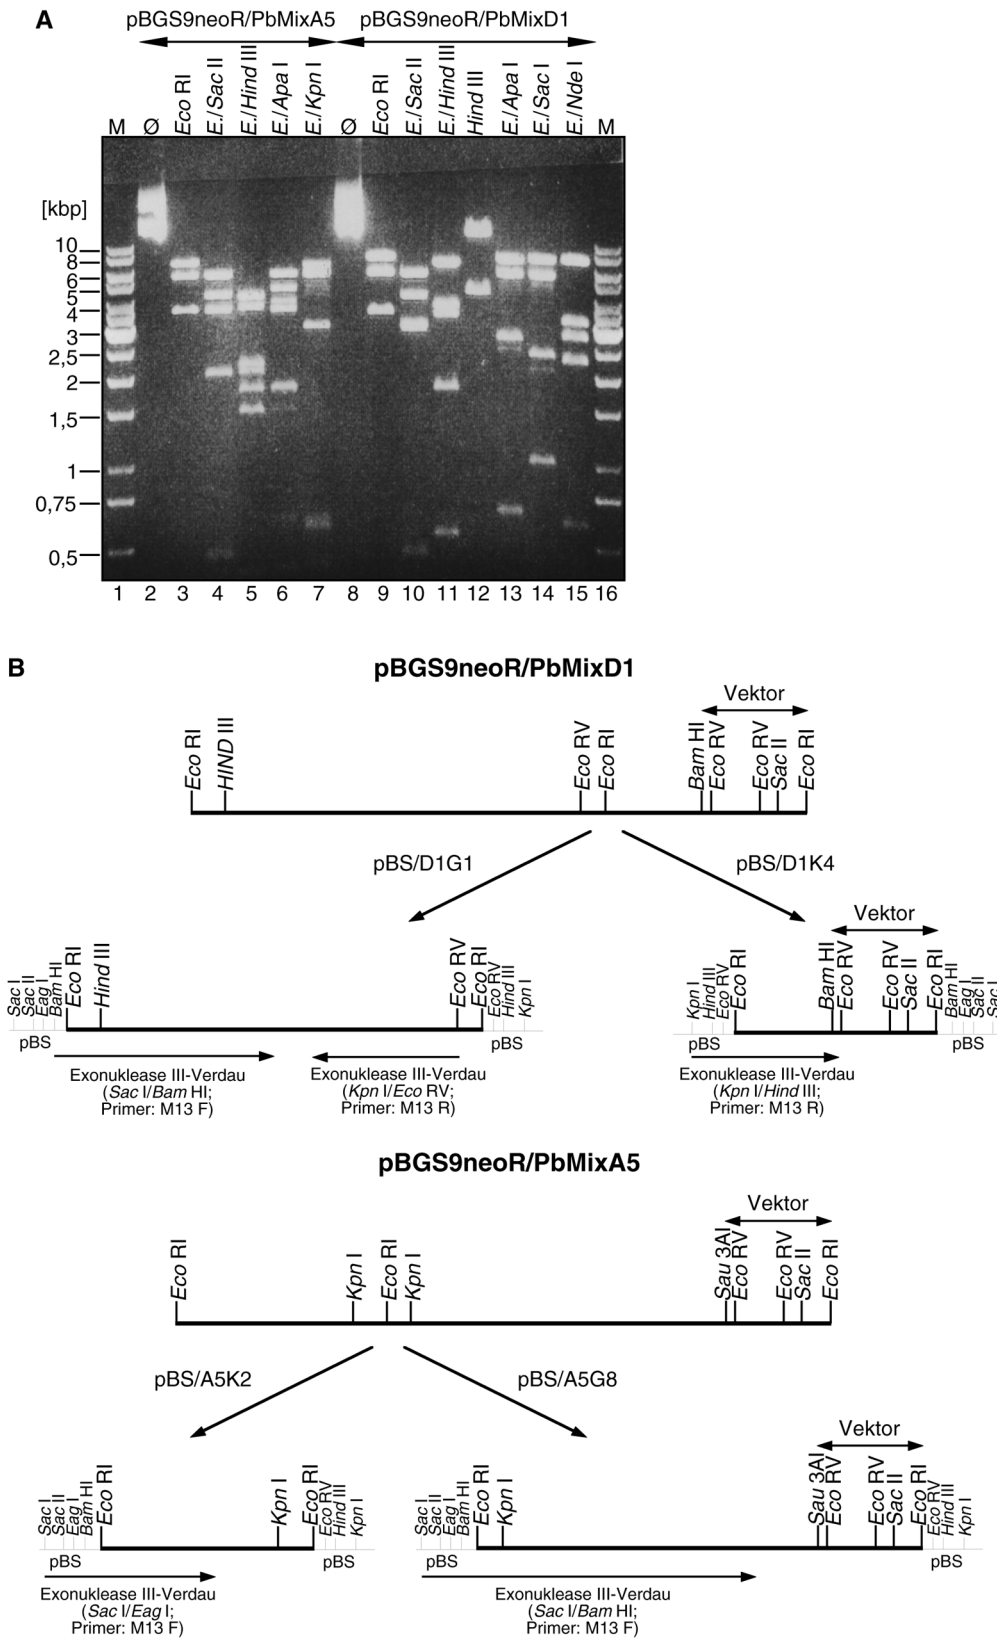 A
pBGS9neoR/PbMixA5 pBGS9neoR/PbMixD1
M Ø Eco RI E./Sac II E./Hind III E./Apa I E./Kpn I Ø Eco RI E./Sac II E./Hind III Hind III E./Apa I E./Sac I E./Nde I M
[kbp]
10
8
6
5
4
3
2,5
2
1,5
1
0,75
0,5
1 2 3 4 5 6 7 8 9 10 11 12 13 14 15 16
B
pBGS9neoR/PbMixD1
Vektor
Eco RI HIND III Eco RV Eco RI Bam HI Eco RV Eco RV Sac II Eco RI
pBS/D1G1 pBS/D1K4
Vektor
Sac I Sac II Eag I Bam HI Eco RI Hind III Eco RV Eco RI Eco RV Hind III Kpn I Kpn I Hind III Eco RV Eco RI Bam HI Eco RV Eco RV Sac II Eco RI Bam HI Eag I Sac II Sac I
pBS pBS pBS pBS
Exonuklease III-Verdau Exonuklease III-Verdau Exonuklease III-Verdau
(Sac I/Bam HI; (Kpn I/Eco RV; (Kpn I/Hind III;
Primer: M13 F) Primer: M13 R) Primer: M13 R)
pBGS9neoR/PbMixA5
Vektor
Eco RI Kpn I Eco RI Kpn I Sau 3AI Eco RV Eco RV Sac II Eco RI
pBS/A5K2 pBS/A5G8
Vektor
Sac I Sac II Eag I Bam HI Eco RI Kpn I Eco RI Eco RV Hind III Kpn I Sac I Sac II Eag I Bam HI Eco RI Kpn I Sau 3AI Eco RV Eco RV Sac II Eco RI Eco RV Hind III Kpn I
pBS pBS pBS pBS
Exonuklease III-Verdau Exonuklease III-Verdau
(Sac I/Eag I; (Sac I/Bam HI;
Primer: M13 F) Primer: M13 F)